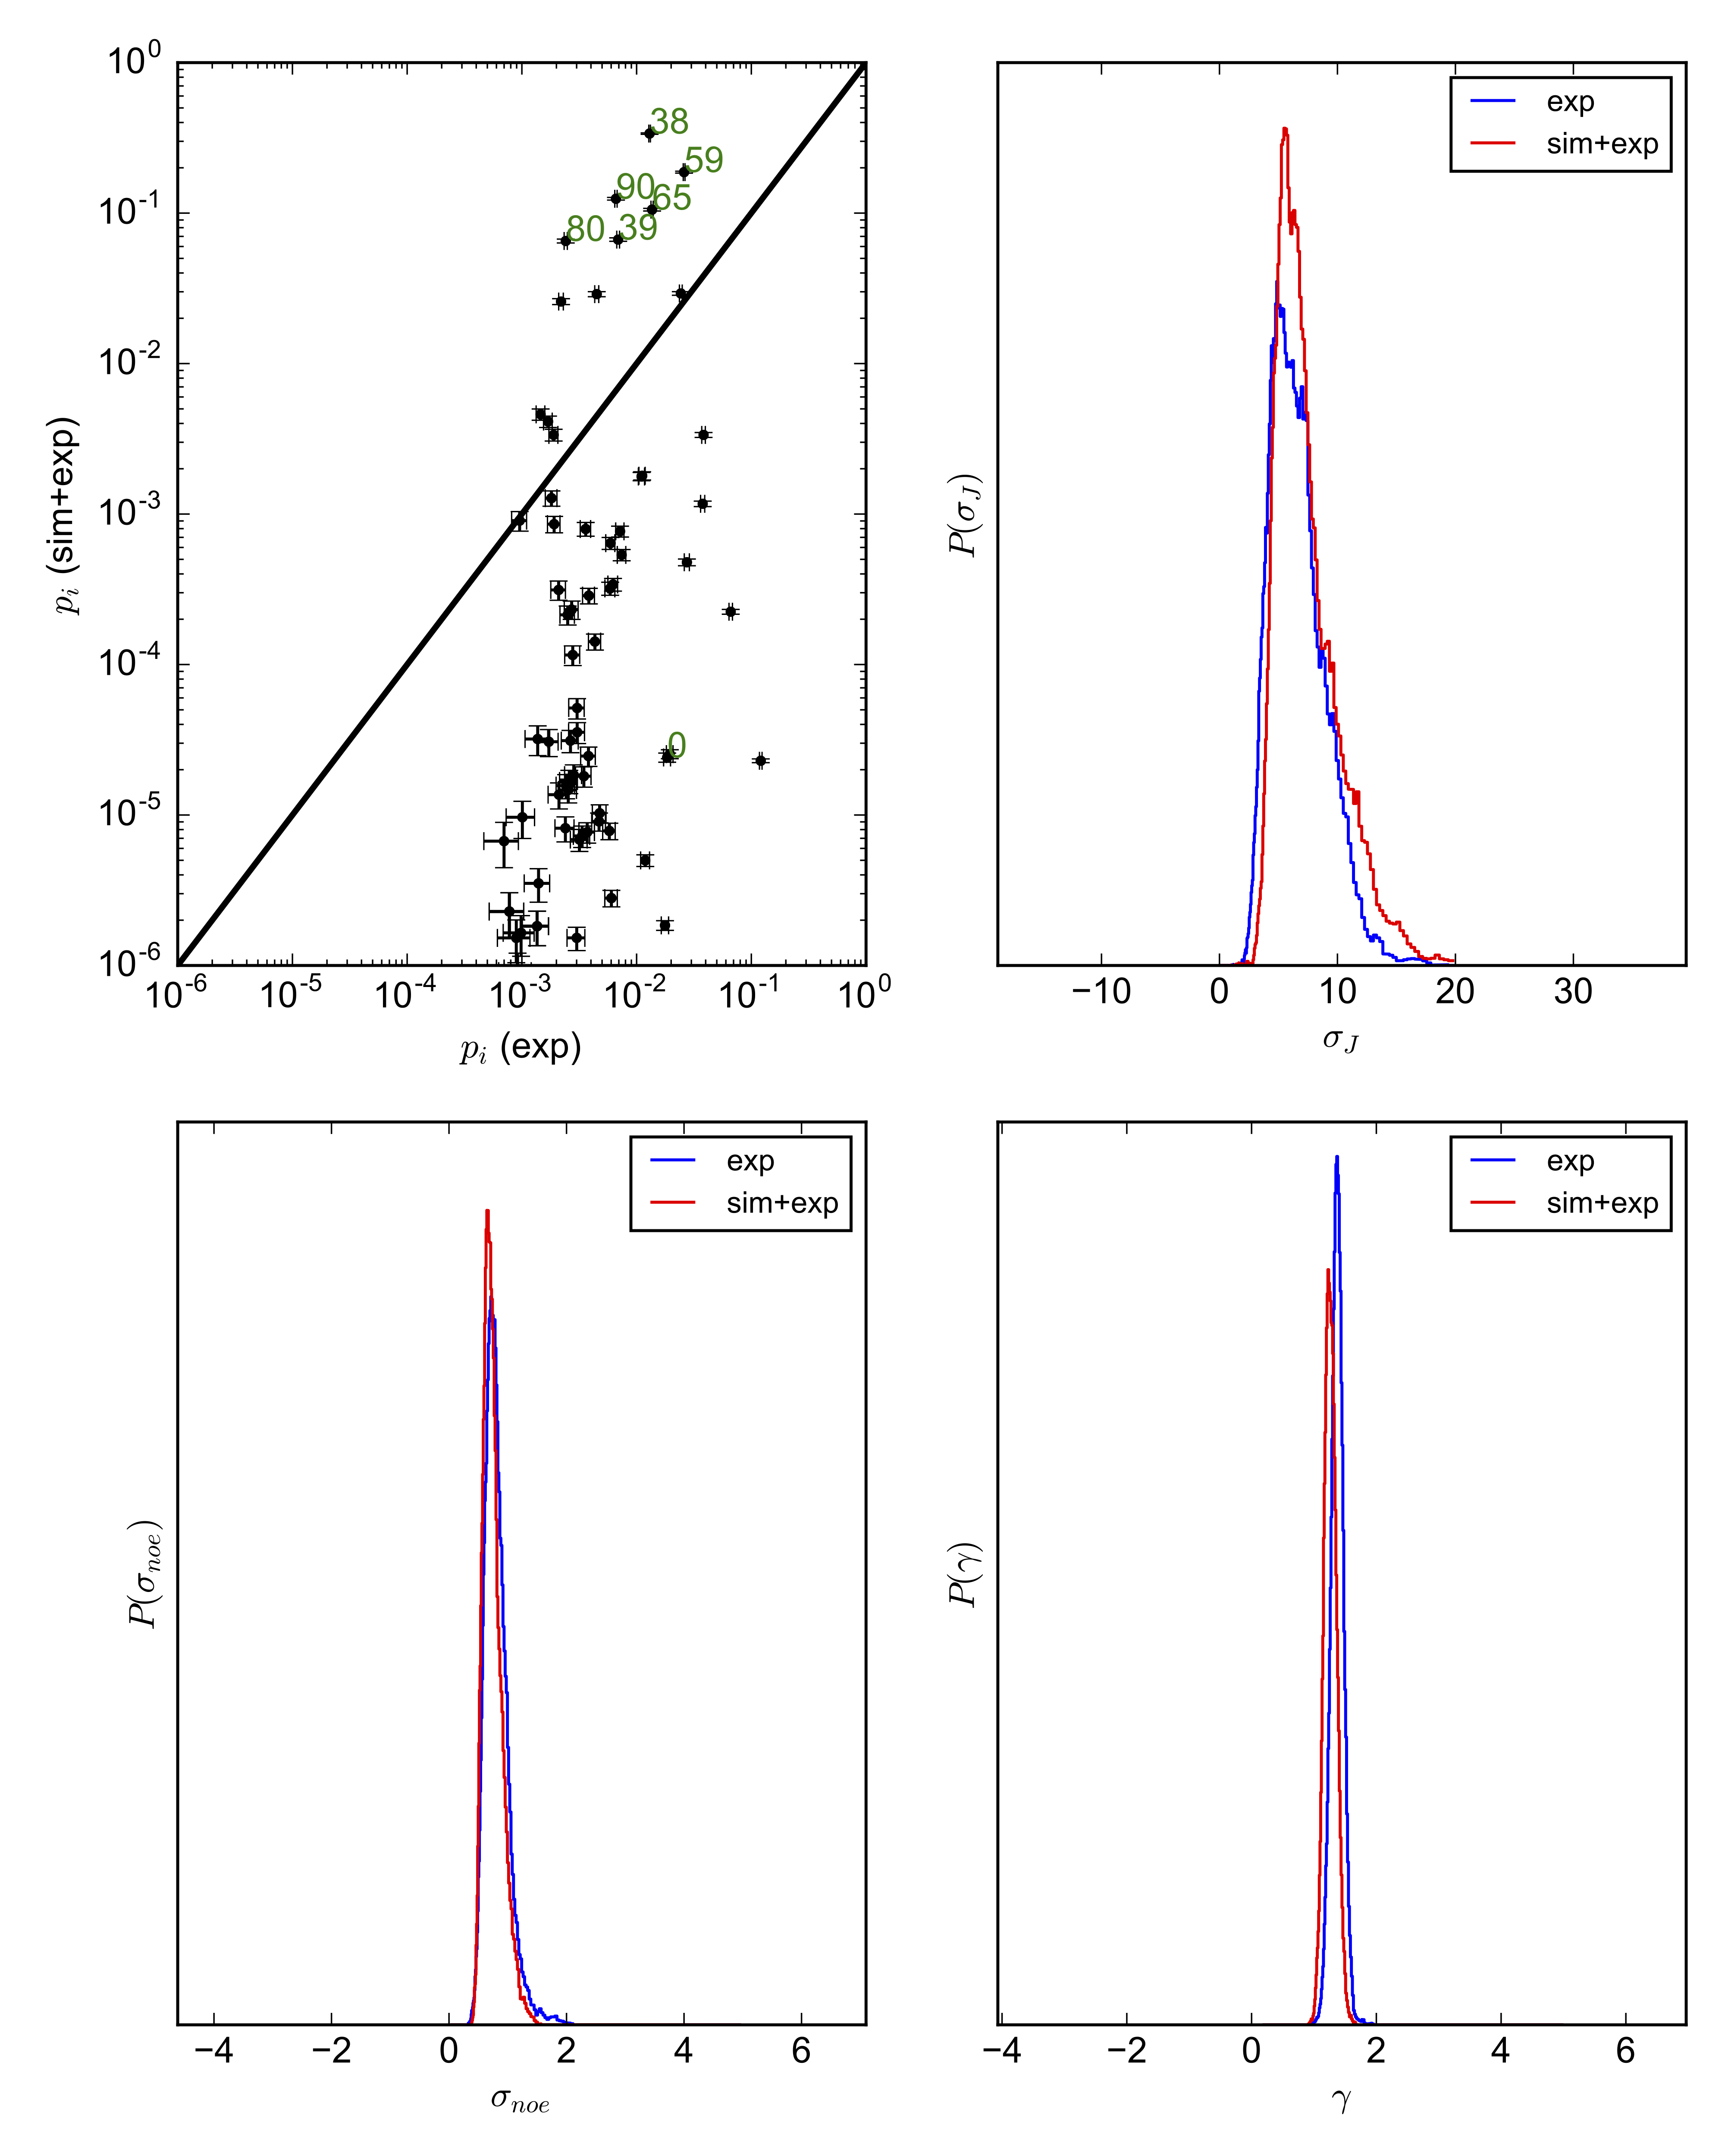 10^0
10^-1
10^-2
10^-3
10^-4
10^-5
10^-6
p_i (sim+exp)
38
59
90
65
80
39
0
10^-6 10^-5 10^-4 10^-3 10^-2 10^-1 10^0
p_i (exp)
exp
sim+exp
P(σ_J)
−10 0 10 20 30
σ_J
exp
sim+exp
P(σ_noe)
−4 −2 0 2 4 6
σ_noe
exp
sim+exp
P(γ)
−4 −2 0 2 4 6
γ